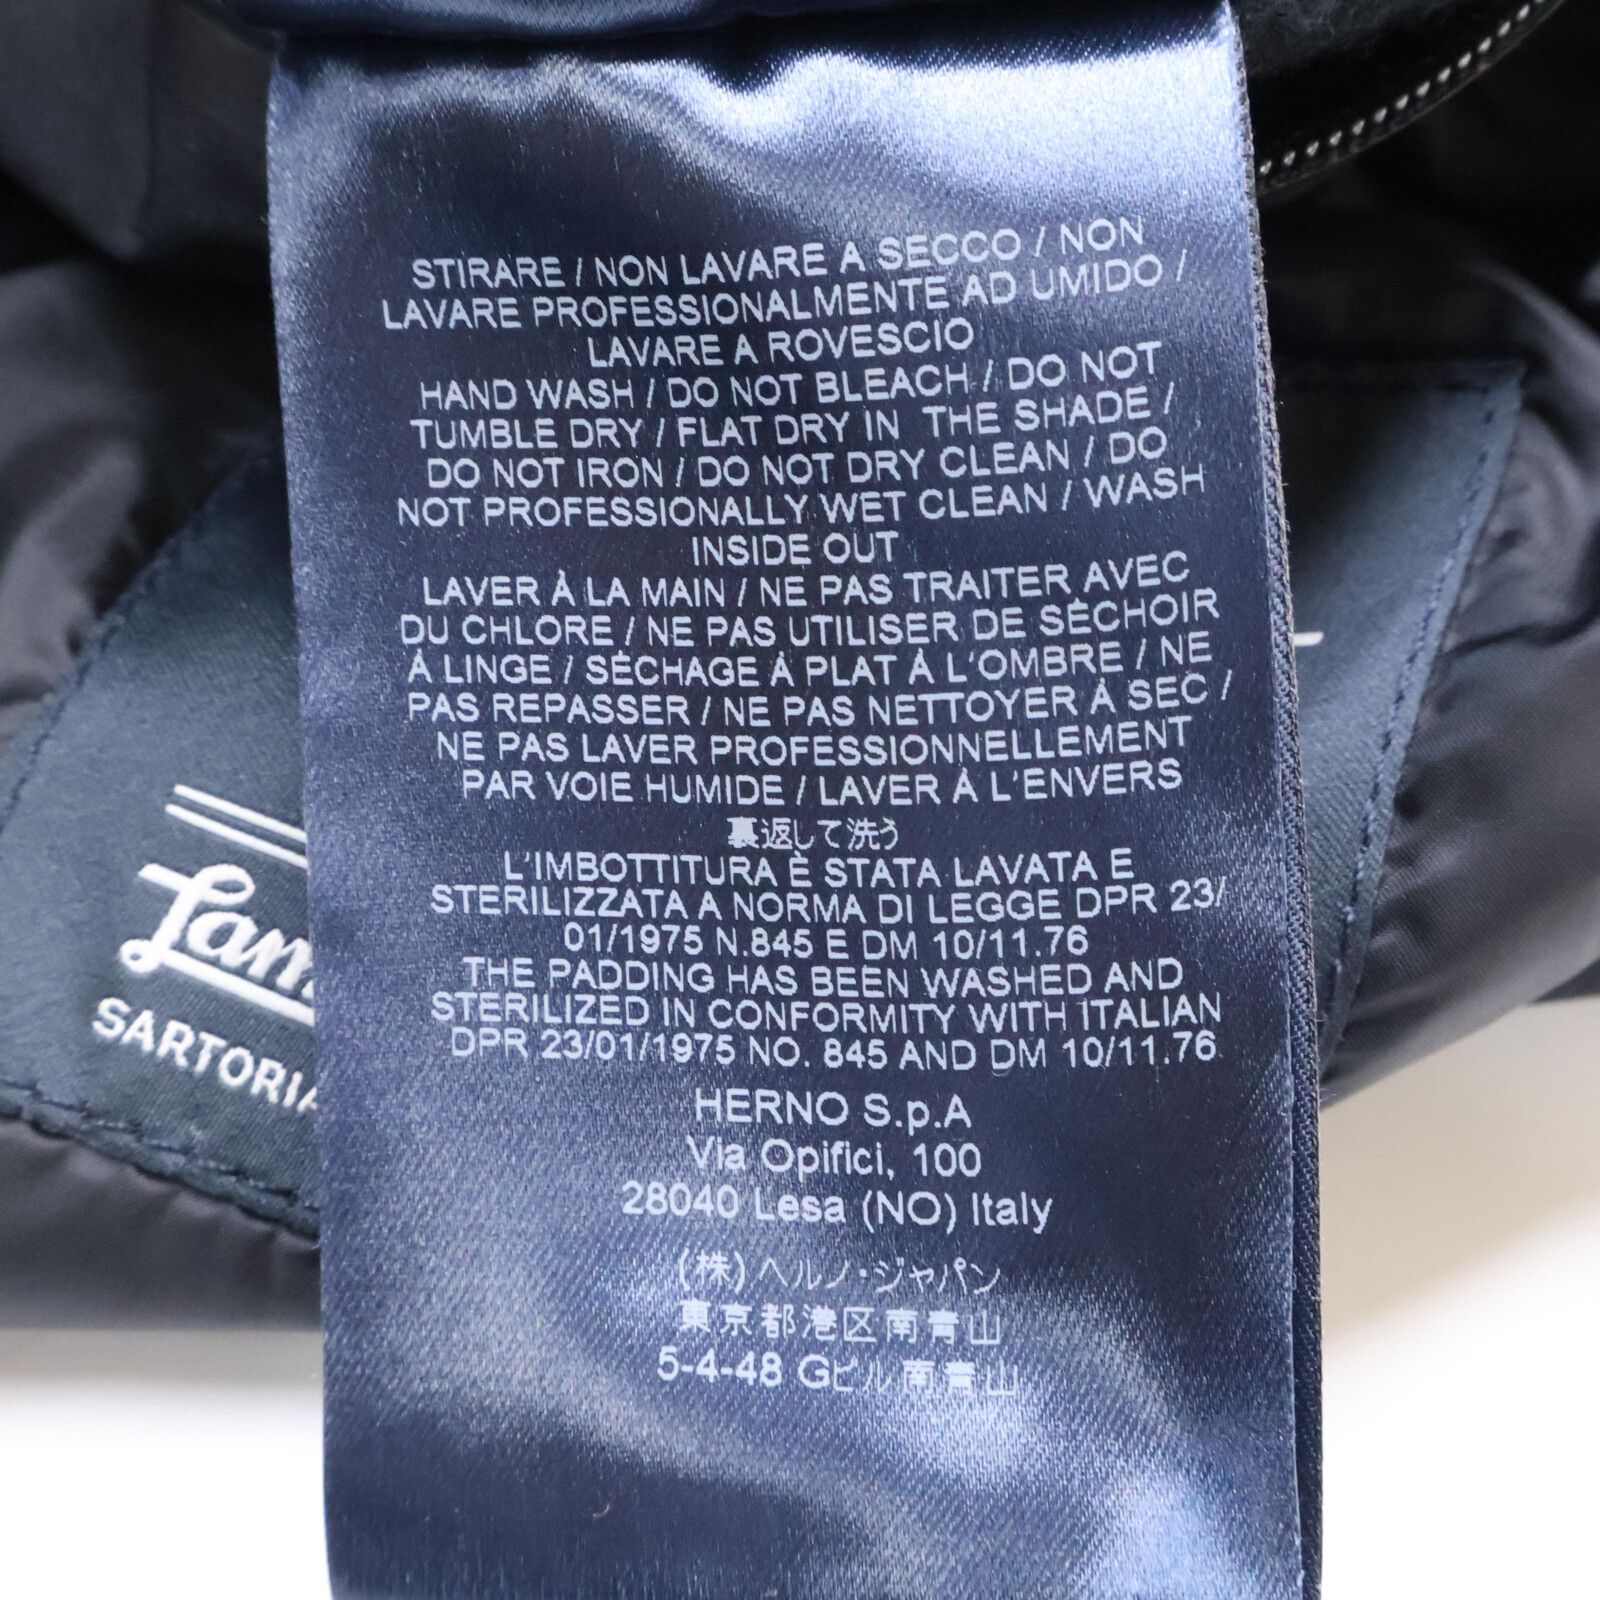 STIRARE / NON LAVARE A SECCO / NON
LAVARE PROFESSIONALMENTE AD UMIDO /
LAVARE A ROVESCIO
HAND WASH / DO NOT BLEACH / DO NOT
TUMBLE DRY / FLAT DRY IN THE SHADE /
DO NOT IRON / DO NOT DRY CLEAN / DO
NOT PROFESSIONALLY WET CLEAN / WASH
INSIDE OUT
LAVER À LA MAIN / NE PAS TRAITER AVEC
DU CHLORE / NE PAS UTILISER DE SÉCHOIR
À LINGE / SÉCHAGE À PLAT À L'OMBRE / NE
PAS REPASSER / NE PAS NETTOYER À SEC /
NE PAS LAVER PROFESSIONNELLEMENT
PAR VOIE HUMIDE / LAVER À L'ENVERS
裏返して洗う
L'IMBOTTITURA È STATA LAVATA E
STERILIZZATA A NORMA DI LEGGE DPR 23/
01/1975 N.845 E DM 10/11.76
THE PADDING HAS BEEN WASHED AND
STERILIZED IN CONFORMITY WITH ITALIAN
DPR 23/01/1975 NO. 845 AND DM 10/11.76
HERNO S.p.A
Via Opifici, 100
28040 Lesa (NO) Italy
(株)ヘルノ・ジャパン
東京都港区南青山
5-4-48 Gビル南青山
Lam
SARTORIA